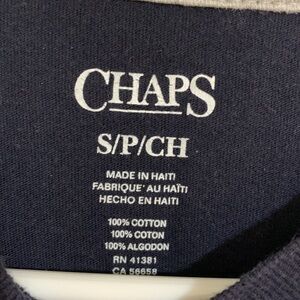 CHAPS
S/P/CH
MADE IN HAITI
FABRIQUE' AU HAÏTI
HECHO EN HAITI
100% COTTON
100% COTON
100% ALGODON
RN 41381
CA 56658